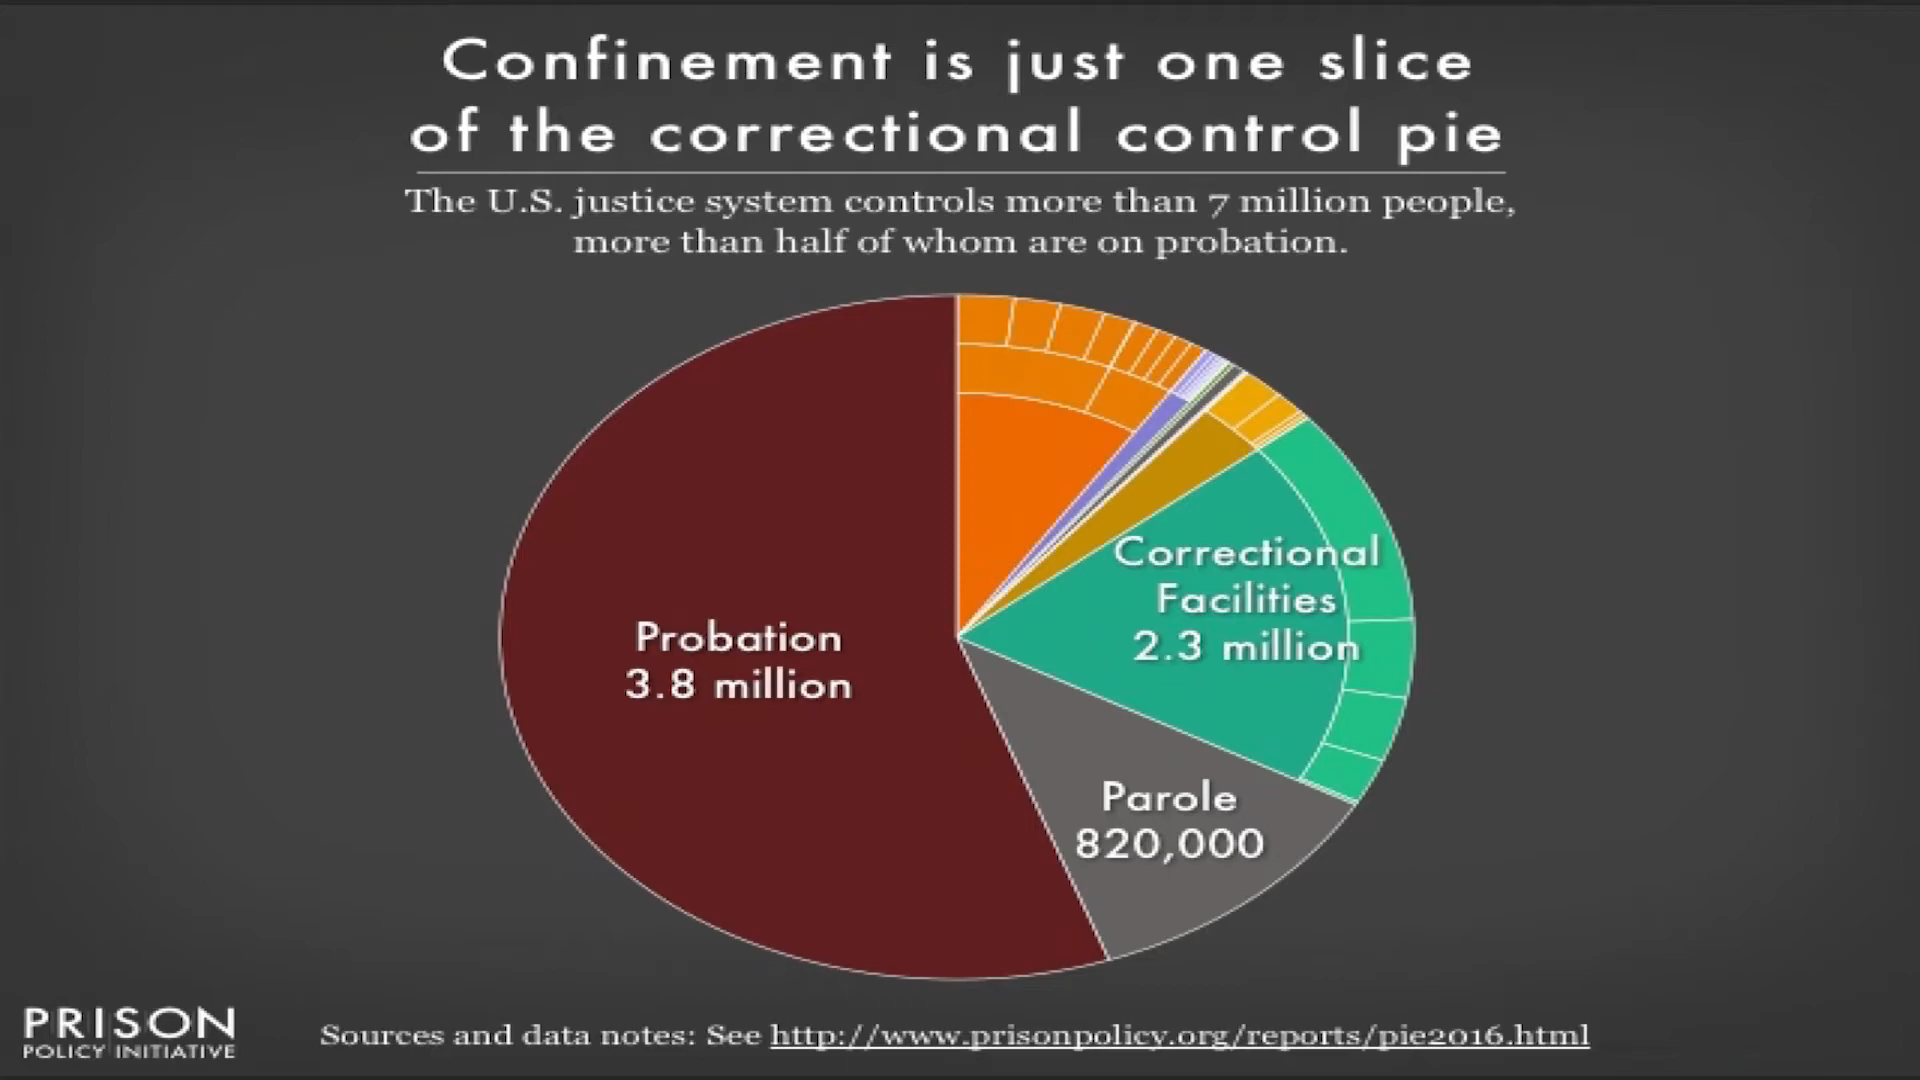 Confinement is just one slice
of the correctional control pie
The U.S. justice system controls more than 7 million people,
more than half of whom are on probation.
Correctional
Facilities
2.3 million
Probation
3.8 million
Parole
820,000
PRISON
POLICY INITIATIVE
Sources and data notes: See http://www.prisonpolicy.org/reports/pie2016.html